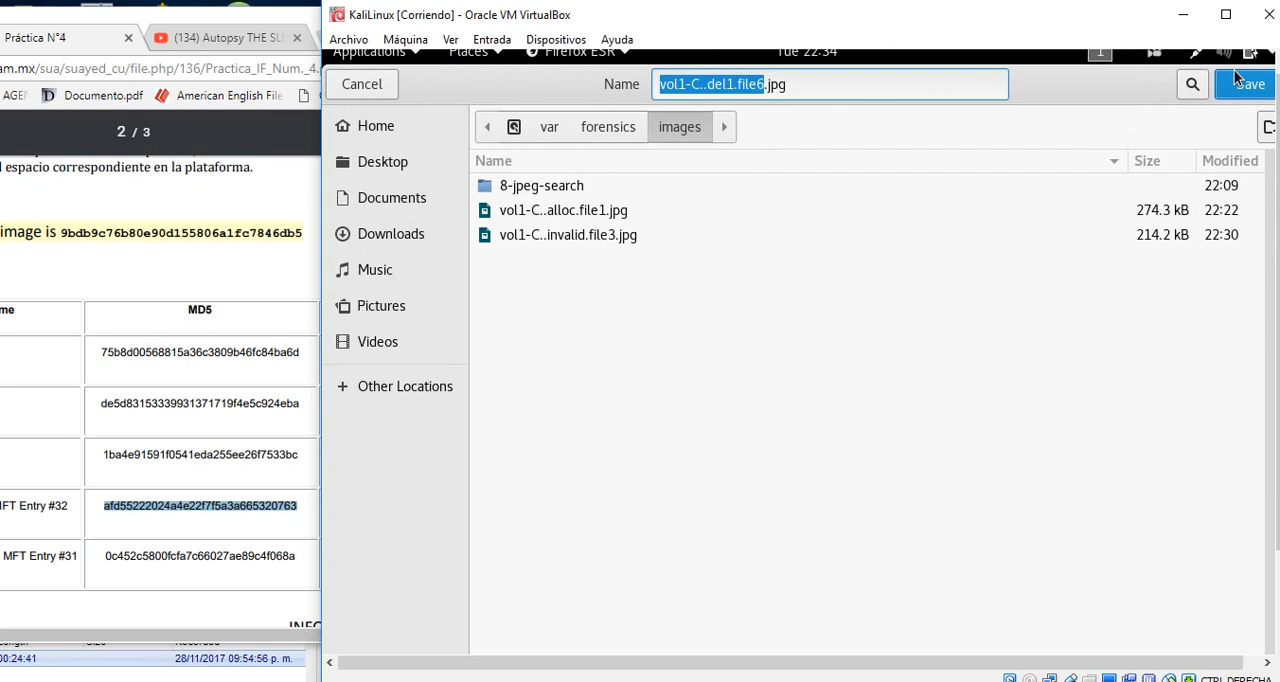 KaliLinux [Corriendo] - Oracle VM VirtualBox
Archivo Máquina Ver Entrada Dispositivos Ayuda
Applications Places Firefox ESR Tue 22:34 1
Cancel Name vol1-C..del1.file6.jpg Save
var forensics images
Home
Desktop
Documents
Downloads
Music
Pictures
Videos
+ Other Locations
Name Size Modified
8-jpeg-search 22:09
vol1-C..alloc.file1.jpg 274.3 kB 22:22
vol1-C..invalid.file3.jpg 214.2 kB 22:30
CTRL DERECHA
Práctica N°4 (134) Autopsy THE SL
am.mx/sua/suayed_cu/file.php/136/Practica_IF_Num._4.
AGEN Documento.pdf American English File
2 / 3
el espacio correspondiente en la plataforma.
image is 9bdb9c76b80e90d155806a1fc7846db5
me MD5
75b8d00568815a36c3809b46fc84ba6d
de5d83153339931371719f4e5c924eba
1ba4e91591f0541eda255ee26f7533bc
MFT Entry #32 afd55222024a4e22f7f5a3a665320763
MFT Entry #31 0c452c5800fcfa7c66027ae89c4f068a
INFO
00:24:41 28/11/2017 09:54:56 p. m.